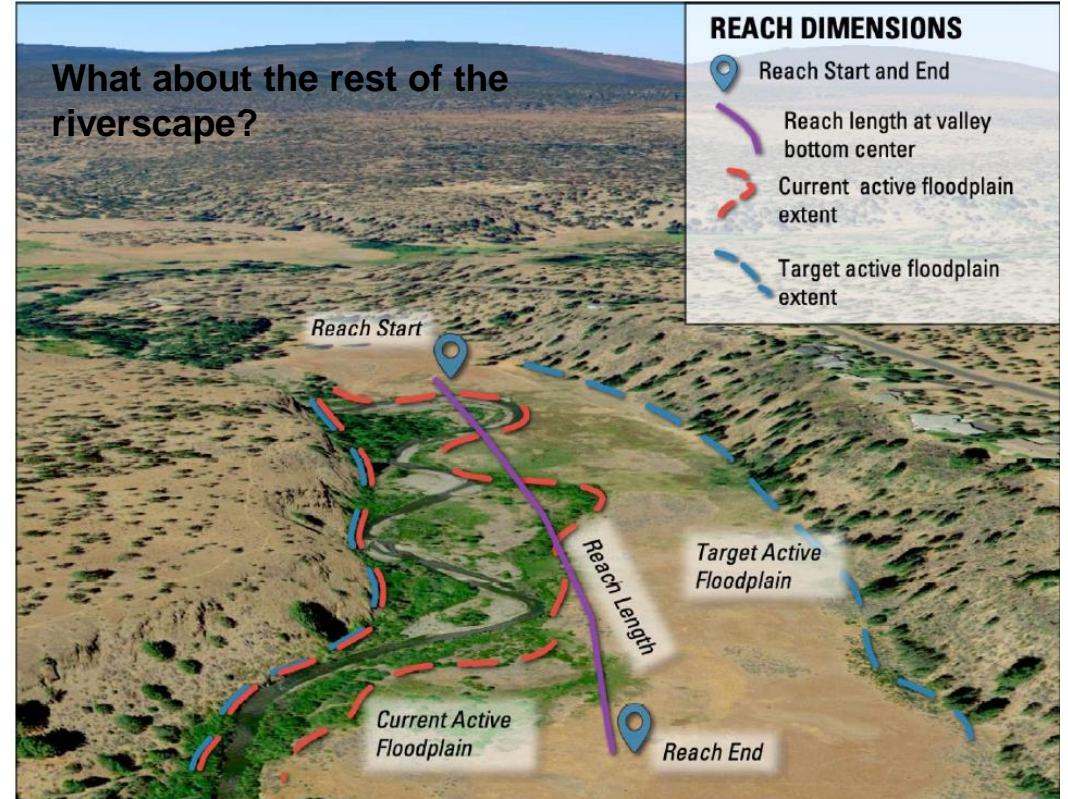 What about the rest of the
riverscape?
REACH DIMENSIONS
Reach Start and End
Reach length at valley
bottom center
Current active floodplain
extent
Target active floodplain
extent
Reach Start
Target Active
Floodplain
Reach Length
Current Active
Floodplain
Reach End